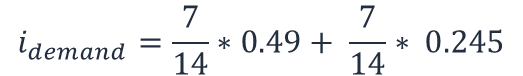 i_demand = 7/14 * 0.49 + 7/14 * 0.245